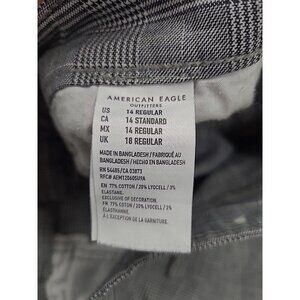 AMERICAN EAGLE
OUTFITTERS
US 14 REGULAR
CA 14 STANDARD
MX 14 REGULAR
UK 18 REGULAR
MADE IN BANGLADESH / FABRIQUÉ AU
BANGLADESH / HECHO EN BANGLADESH
RN 54485/CA 03873
RFC# AEM1206051J9A
EN 77% COTTON / 20% LYOCELL / 3%
ELASTANE.
EXCLUSIVE OF DECORATION.
FR 77% COTON / 20% LYOCELL / 3%
ÉLASTHANNE.
À L'EXCEPTION DE LA GARNITURE.